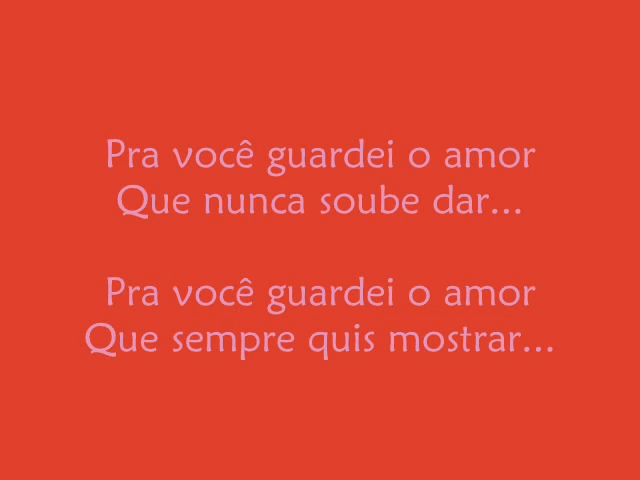 Pra você guardei o amor
Que nunca soube dar...
Pra você guardei o amor
Que sempre quis mostrar...